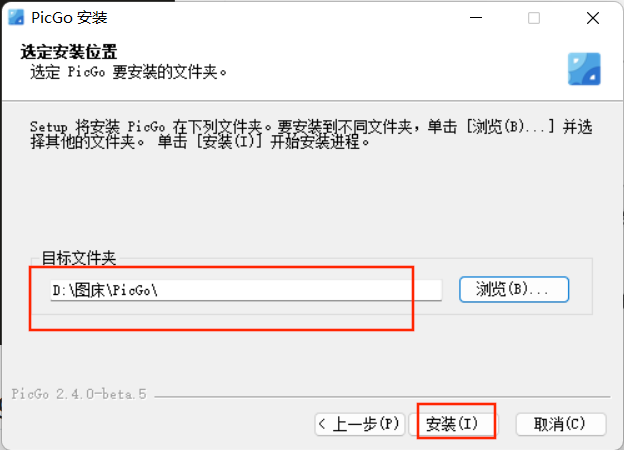 PicGo 安装
选定安装位置
选定 PicGo 要安装的文件夹。
Setup 将安装 PicGo 在下列文件夹。要安装到不同文件夹，单击 [浏览(B)...] 并选
择其他的文件夹。 单击 [安装(I)] 开始安装进程。
目标文件夹
D:\图床\PicGo\
浏览(B)...
PicGo 2.4.0-beta.5
< 上一步(P)
安装(I)
取消(C)